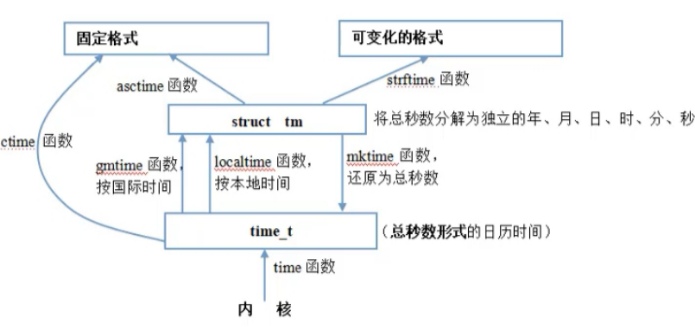 固定格式
可变化的格式
asctime 函数
strftime 函数
struct tm
将总秒数分解为独立的年、月、日、时、分、秒
ctime 函数
gmtime 函数，
按国际时间
localtime 函数，
按本地时间
mktime 函数，
还原为总秒数
time_t
（总秒数形式的日历时间）
time 函数
内 核